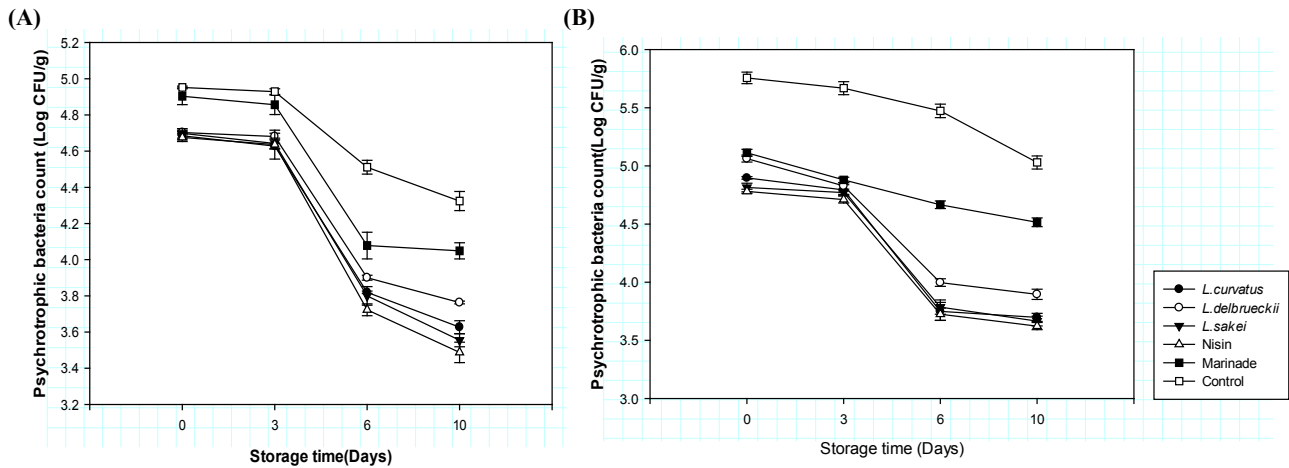 (A)
Psychrotrophic bacteria count (Log CFU/g)
5.2
5.0
4.8
4.6
4.4
4.2
4.0
3.8
3.6
3.4
3.2
0 3 6 10
Storage time(Days)
(B)
Psychrotrophic bacteria count(Log CFU/g)
6.0
5.5
5.0
4.5
4.0
3.5
3.0
0 3 6 10
Storage time (Days)
L.curvatus
L.delbrueckii
L.sakei
Nisin
Marinade
Control